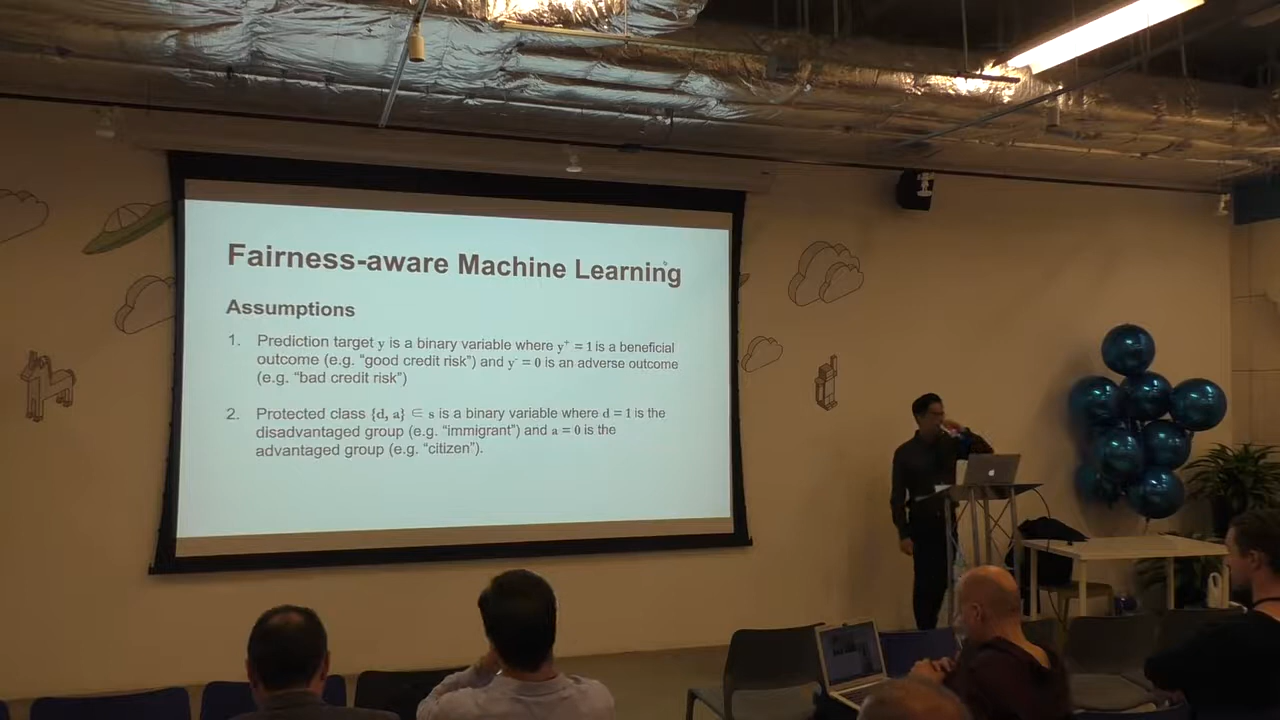 Fairness-aware Machine Learning
Assumptions
1. Prediction target y is a binary variable where y⁺ = 1 is a beneficial
outcome (e.g. “good credit risk”) and y⁻ = 0 is an adverse outcome
(e.g. “bad credit risk”)
2. Protected class {d, a} ∈ s is a binary variable where d = 1 is the
disadvantaged group (e.g. “immigrant”) and a = 0 is the
advantaged group (e.g. “citizen”).